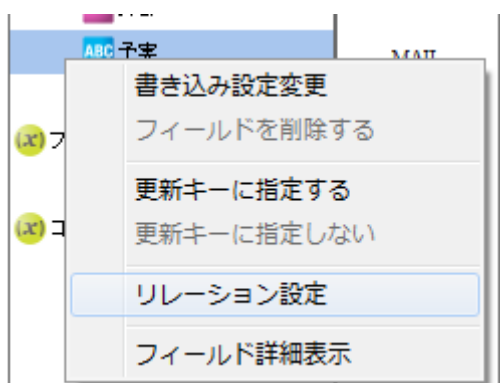 ABC 予実
MAIL
書き込み設定変更
フィールドを削除する
(x) フ
更新キーに指定する
(x) コ
更新キーに指定しない
リレーション設定
フィールド詳細表示